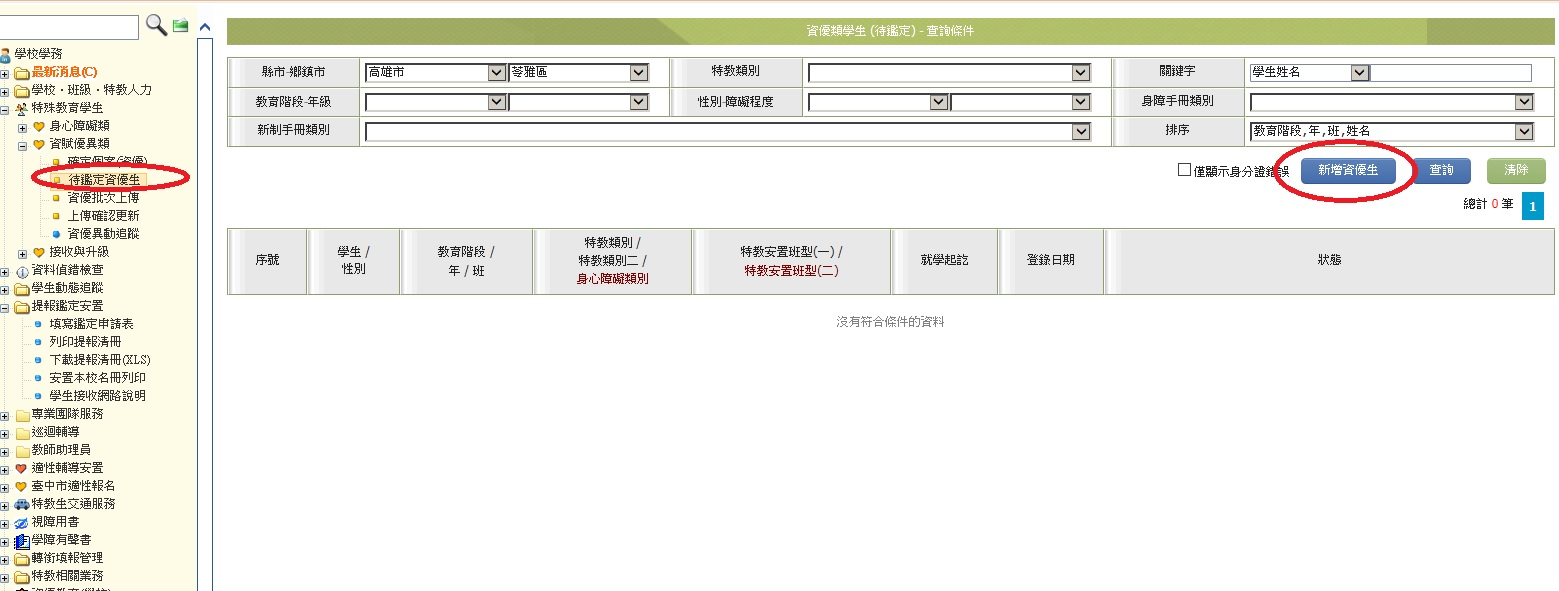 學校學務
最新消息(C)
學校‧班級‧特教人力
特殊教育學生
身心障礙類
資賦優異類
確定個案(資優)
待鑑定資優生
資優批次上傳
上傳確認更新
資優異動追蹤
接收與升級
資料偵錯檢查
學生動態追蹤
提報鑑定安置
填寫鑑定申請表
列印提報清冊
下載提報清冊(XLS)
安置本校名冊列印
學生接收網路說明
專業團隊服務
巡迴輔導
教師助理員
適性輔導安置
臺中市適性報名
特教生交通服務
視障用書
學障有聲書
轉銜填報管理
特教相關業務
資優類學生 (待鑑定) - 查詢條件
縣市-鄉鎮市 高雄市 苓雅區 特教類別 關鍵字 學生姓名
教育階段-年級 性別-障礙程度 身障手冊類別
新制手冊類別 排序 教育階段,年,班,姓名
僅顯示身分證錯誤 新增資優生 查詢 清除
總計 0 筆 1
序號 學生 / 性別 教育階段 / 年 / 班 特教類別 / 特教類別二 / 身心障礙類別 特教安置班型(一) / 特教安置班型(二) 就學起訖 登錄日期 狀態
沒有符合條件的資料